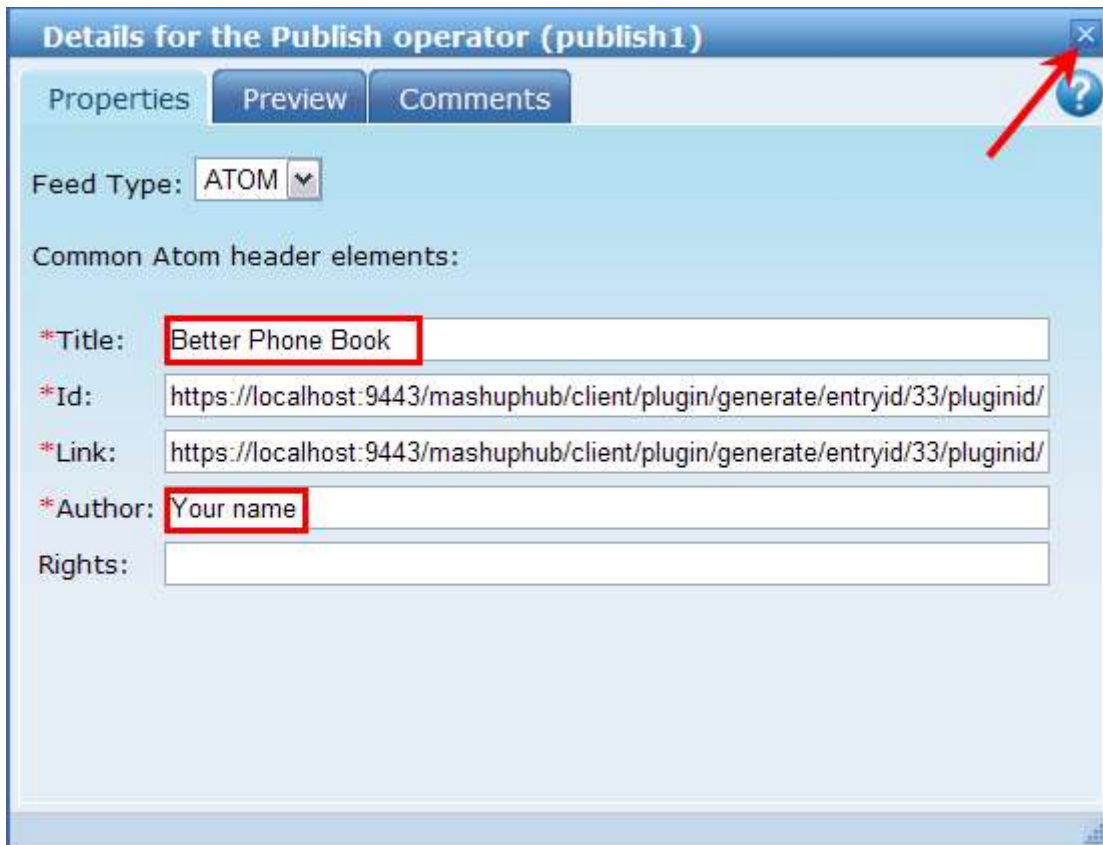 Details for the Publish operator (publish1)
Properties Preview Comments
?
Feed Type: ATOM
Common Atom header elements:
*Title: Better Phone Book
*Id: https://localhost:9443/mashuphub/client/plugin/generate/entryid/33/pluginid/
*Link: https://localhost:9443/mashuphub/client/plugin/generate/entryid/33/pluginid/
*Author: Your name
Rights: